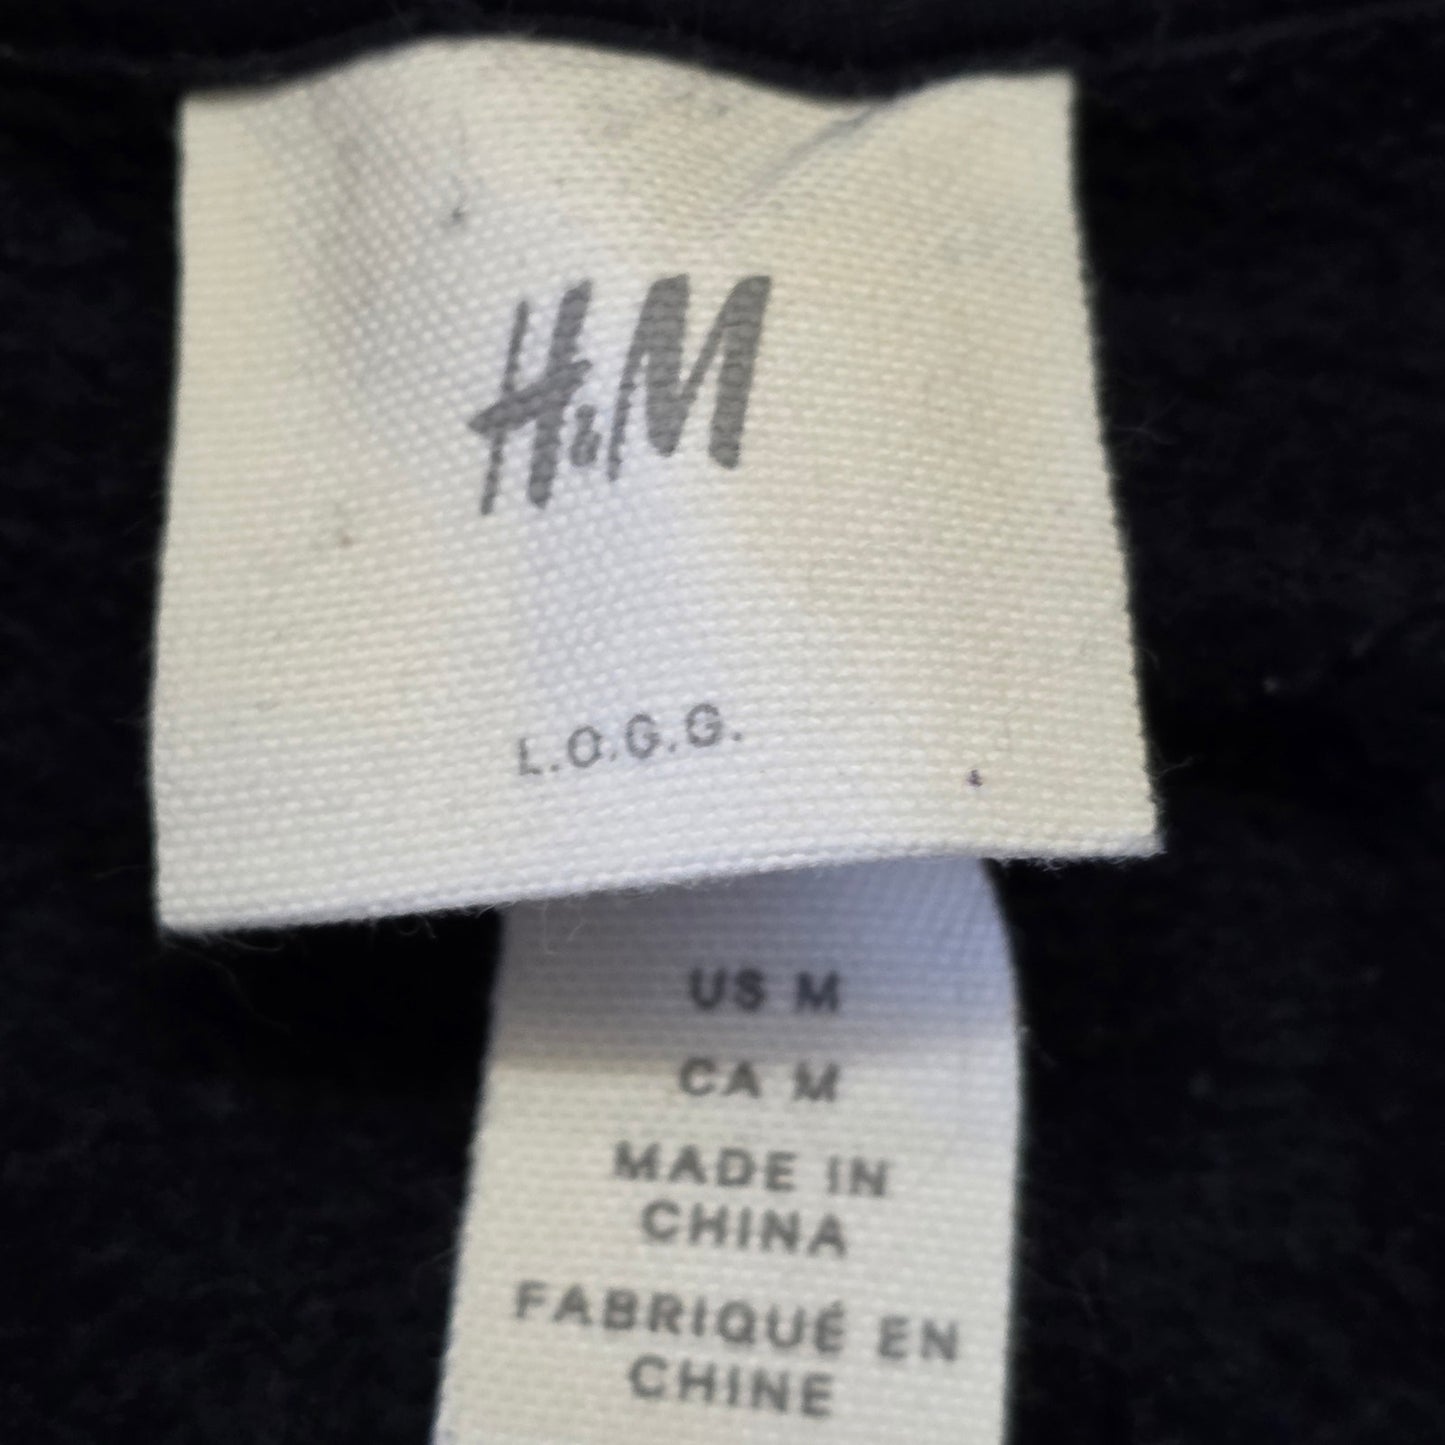 H&M
L.O.G.G.
US M
CA M
MADE IN
CHINA
FABRIQUÉ EN
CHINE